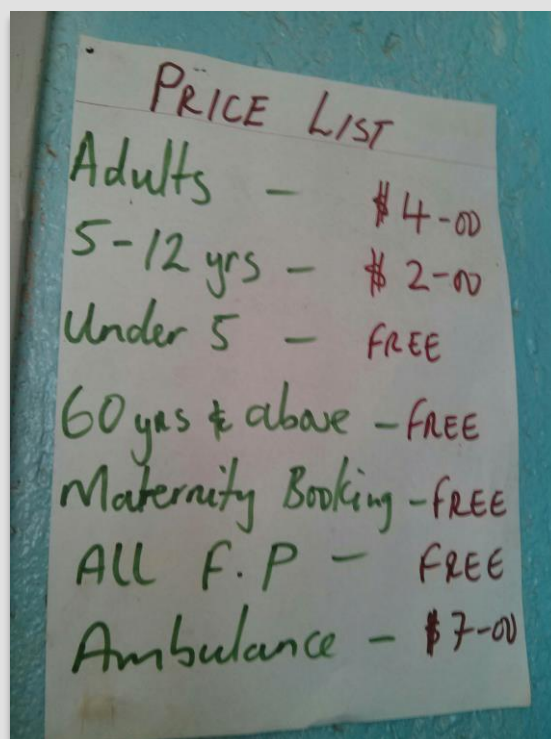 PRICE LIST
Adults - $4-00
5-12 yrs - $2-00
Under 5 - FREE
60 yrs & above - FREE
Maternity Booking - FREE
ALL F.P - FREE
Ambulance - $7-00